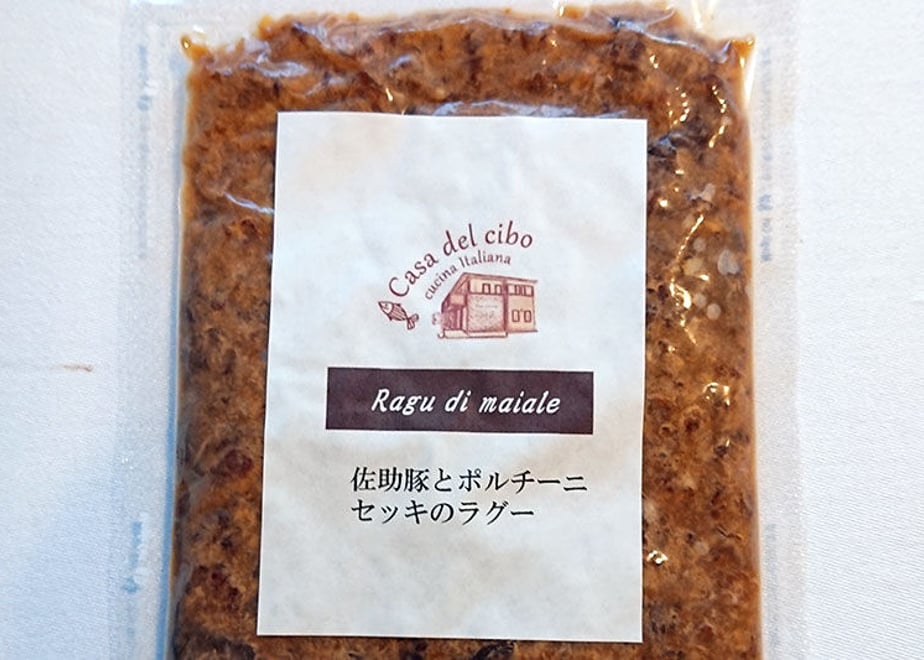 Casa del cibo
cucina Italiana
Ragu di maiale
佐助豚とポルチーニ
セッキのラグー